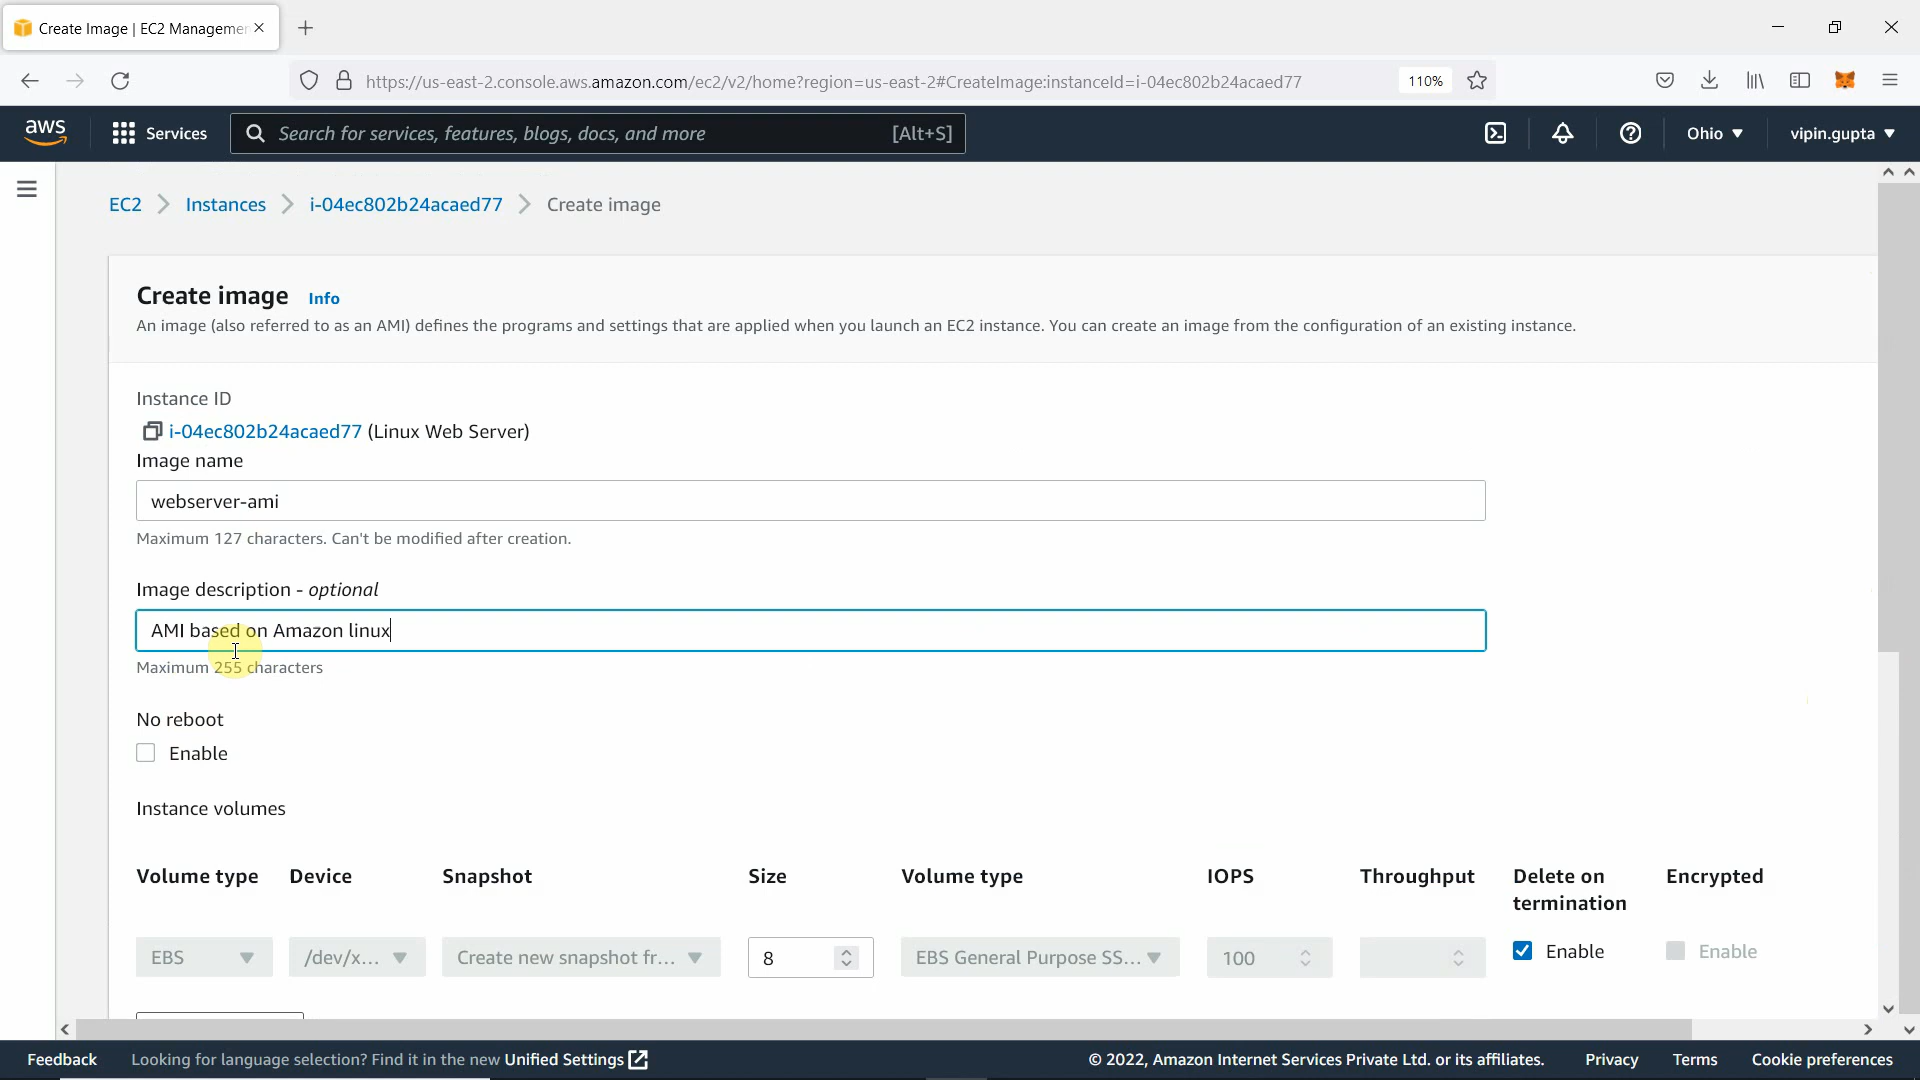 Create Image | EC2 Managemen
https://us-east-2.console.aws.amazon.com/ec2/v2/home?region=us-east-2#CreateImage:instanceId=i-04ec802b24acaed77
110%
aws
Services
Search for services, features, blogs, docs, and more
[Alt+S]
Ohio
vipin.gupta
EC2 > Instances > i-04ec802b24acaed77 > Create image
Create image Info
An image (also referred to as an AMI) defines the programs and settings that are applied when you launch an EC2 instance. You can create an image from the configuration of an existing instance.
Instance ID
i-04ec802b24acaed77 (Linux Web Server)
Image name
webserver-ami
Maximum 127 characters. Can't be modified after creation.
Image description - optional
AMI based on Amazon linux
Maximum 255 characters
No reboot
Enable
Instance volumes
Volume type Device Snapshot Size Volume type IOPS Throughput Delete on termination Encrypted
EBS /dev/x... Create new snapshot fr... 8 EBS General Purpose SS... 100 Enable Enable
Feedback Looking for language selection? Find it in the new Unified Settings © 2022, Amazon Internet Services Private Ltd. or its affiliates. Privacy Terms Cookie preferences